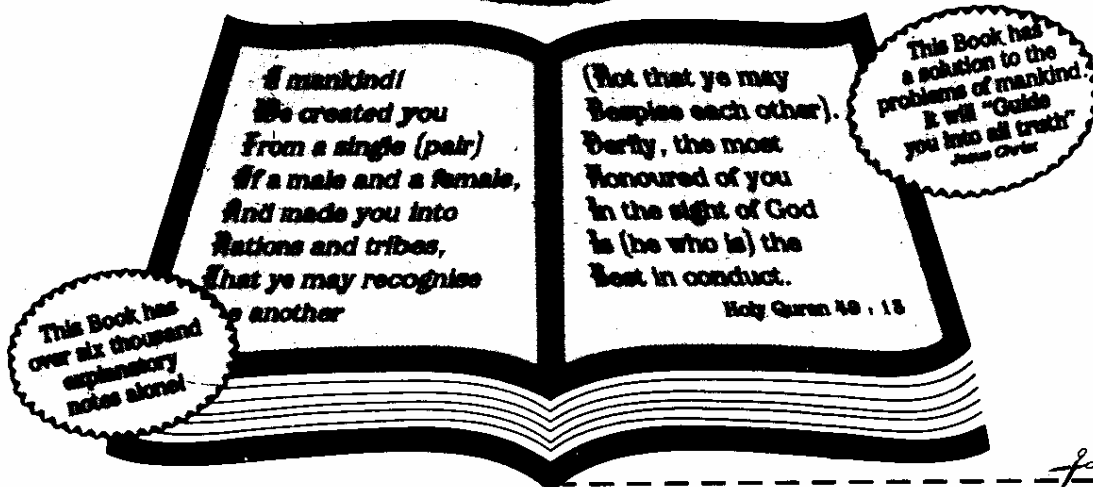 O mankind!
We created you
From a single (pair)
Of a male and a female,
And made you into
Nations and tribes,
That ye may recognise
another
(Not that ye may
Despise each other).
Verily, the most
Honoured of you
In the sight of God
Is (he who is) the
Best in conduct.
Holy Quran 49 : 13
This Book has
a solution to the
problems of mankind.
It will "Guide
you into all truth"
Jesus Christ
This Book has
over six thousand
explanatory
notes alone!